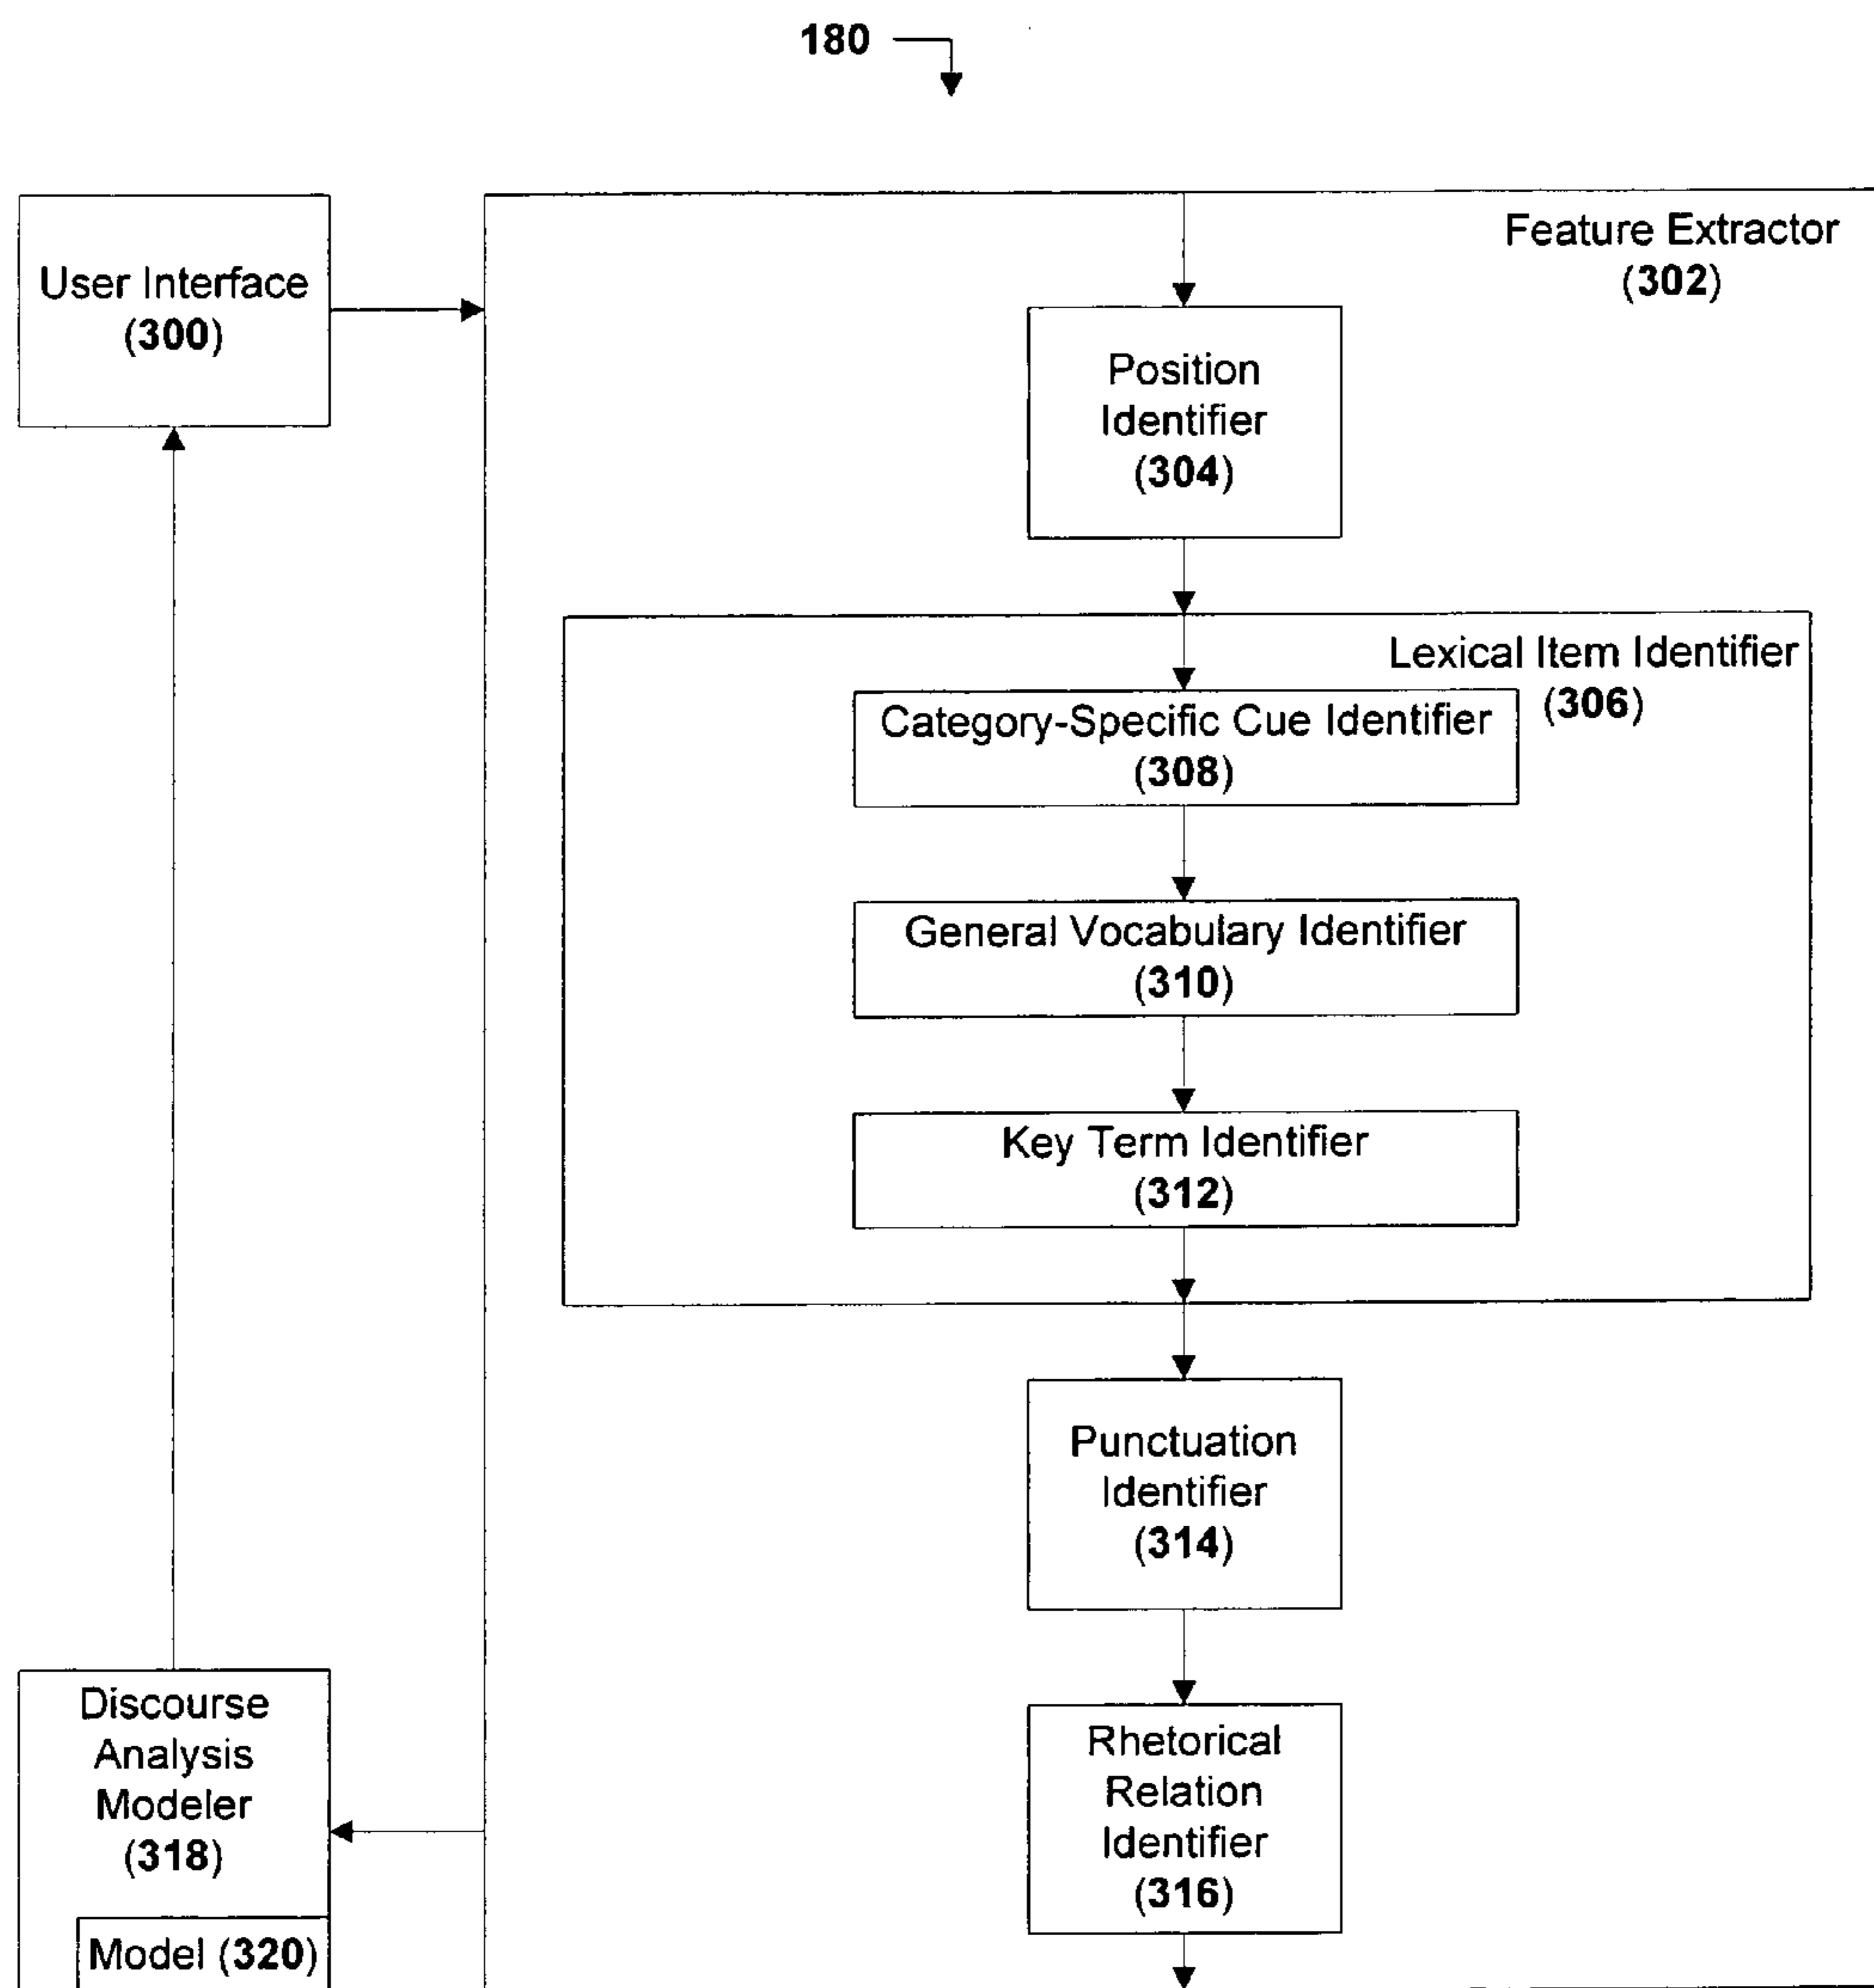 180
User Interface
(300)
Feature Extractor
(302)
Position
Identifier
(304)
Lexical Item Identifier
(306)
Category-Specific Cue Identifier
(308)
General Vocabulary Identifier
(310)
Key Term Identifier
(312)
Punctuation
Identifier
(314)
Rhetorical
Relation
Identifier
(316)
Discourse
Analysis
Modeler
(318)
Model (320)